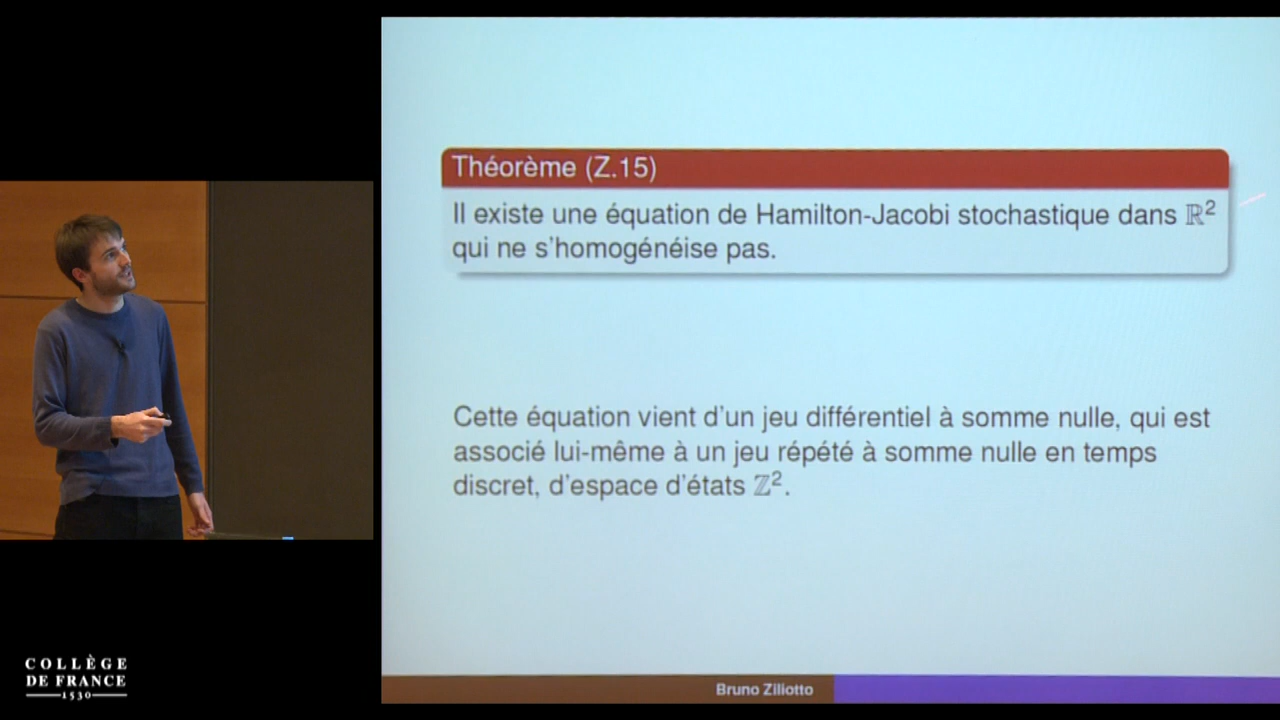 Théorème (Z.15)
Il existe une équation de Hamilton-Jacobi stochastique dans ℝ²
qui ne s'homogénéise pas.
Cette équation vient d'un jeu différentiel à somme nulle, qui est
associé lui-même à un jeu répété à somme nulle en temps
discret, d'espace d'états ℤ².
Bruno Ziliotto
COLLÈGE
DE FRANCE
1530